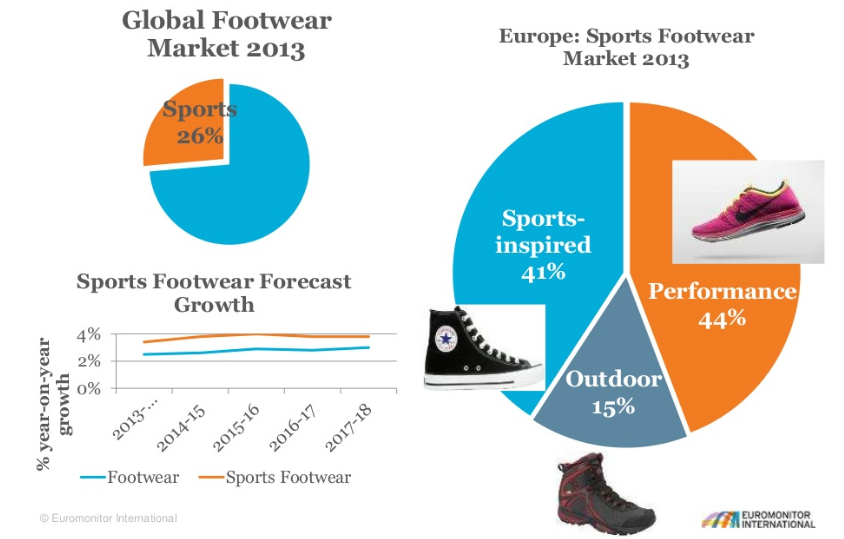 Global Footwear
Market 2013
Sports
26%
Sports Footwear Forecast
Growth
% year-on-year
growth
4%
2%
0%
2013-...
2014-15
2015-16
2016-17
2017-18
Footwear
Sports Footwear
Europe: Sports Footwear
Market 2013
Sports-
inspired
41%
Performance
44%
Outdoor
15%
© Euromonitor International
EUROMONITOR
INTERNATIONAL